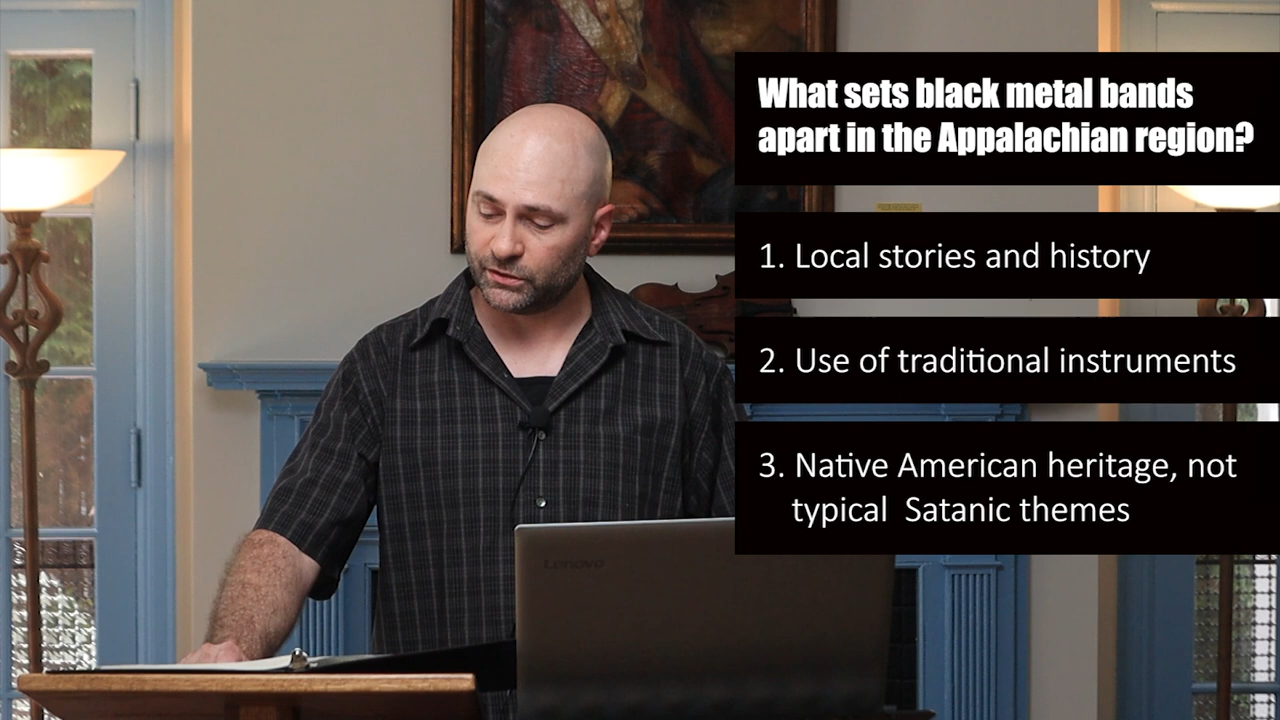 What sets black metal bands
apart in the Appalachian region?
1. Local stories and history
2. Use of traditional instruments
3. Native American heritage, not
typical Satanic themes
Lenovo